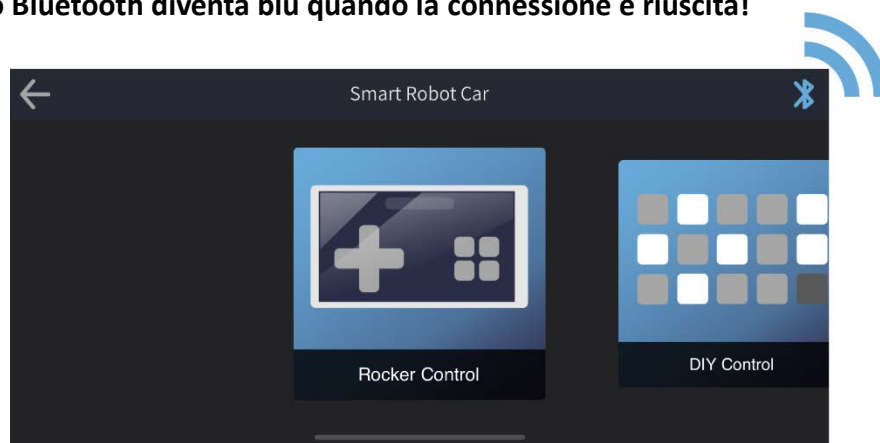 Bluetooth diventa blu quando la connessione è riuscita!
Smart Robot Car
Rocker Control
DIY Control